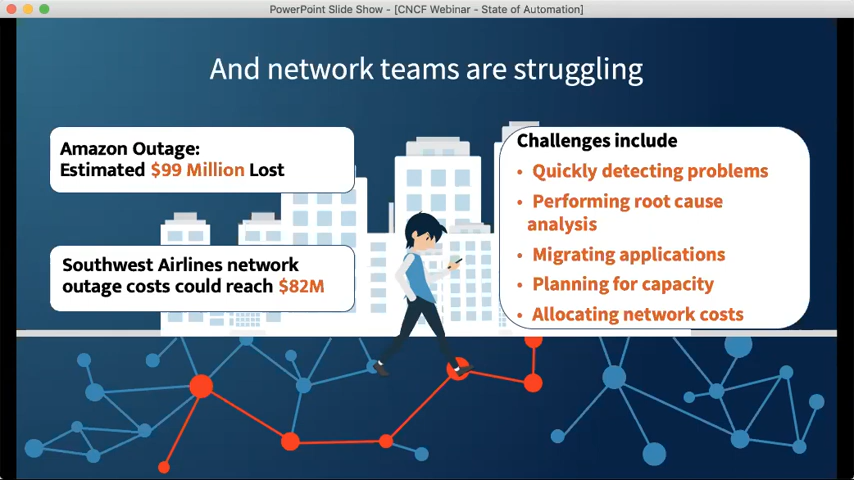 PowerPoint Slide Show - [CNCF Webinar - State of Automation]
And network teams are struggling
Amazon Outage:
Estimated $99 Million Lost
Southwest Airlines network
outage costs could reach $82M
Challenges include
• Quickly detecting problems
• Performing root cause
analysis
• Migrating applications
• Planning for capacity
• Allocating network costs